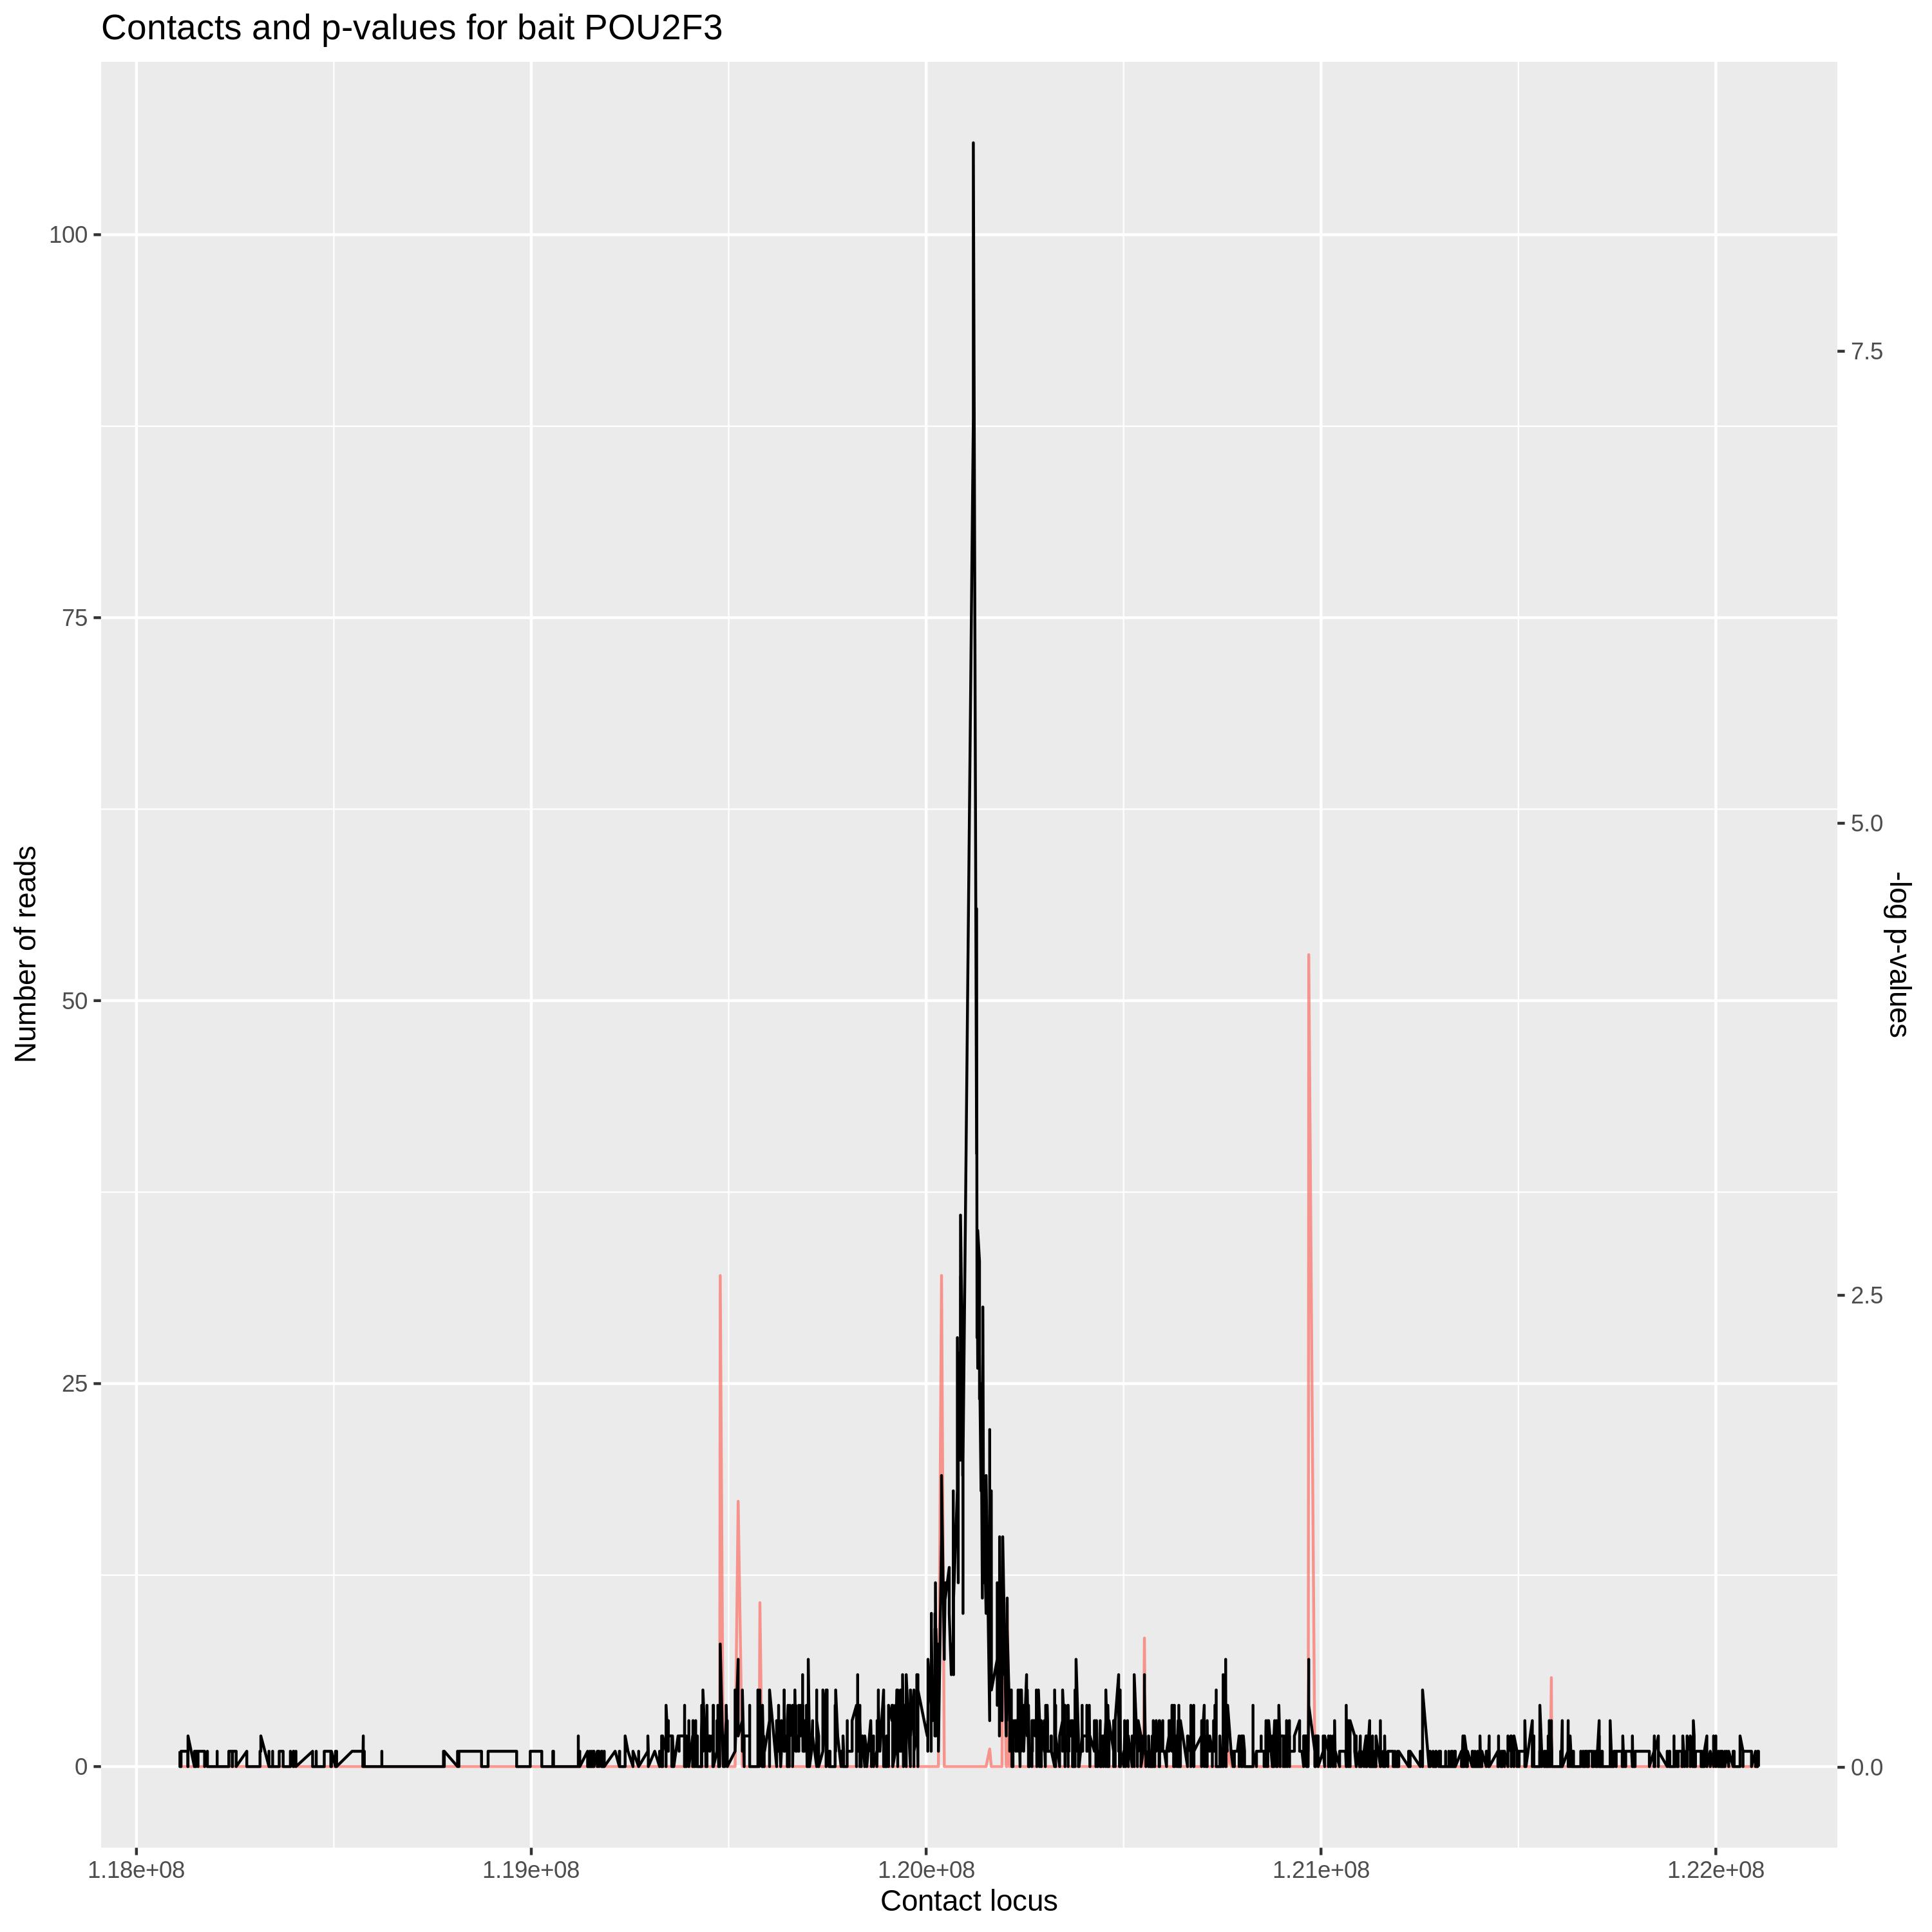 Contacts and p-values for bait POU2F3
Number of reads
100
75
50
25
0
7.5
5.0
2.5
0.0
-log p-values
1.18e+08
1.19e+08
1.20e+08
1.21e+08
1.22e+08
Contact locus